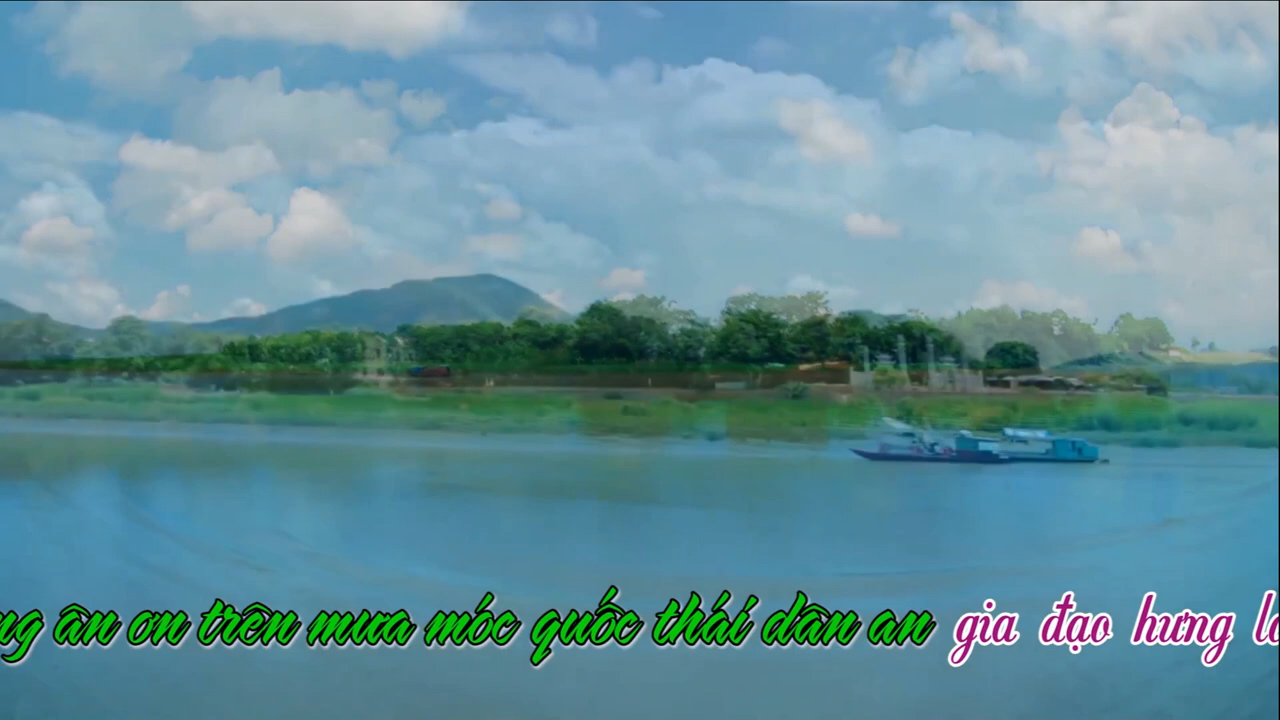 ân ơn trên mưa móc quốc thái dân an gia đạo hưng